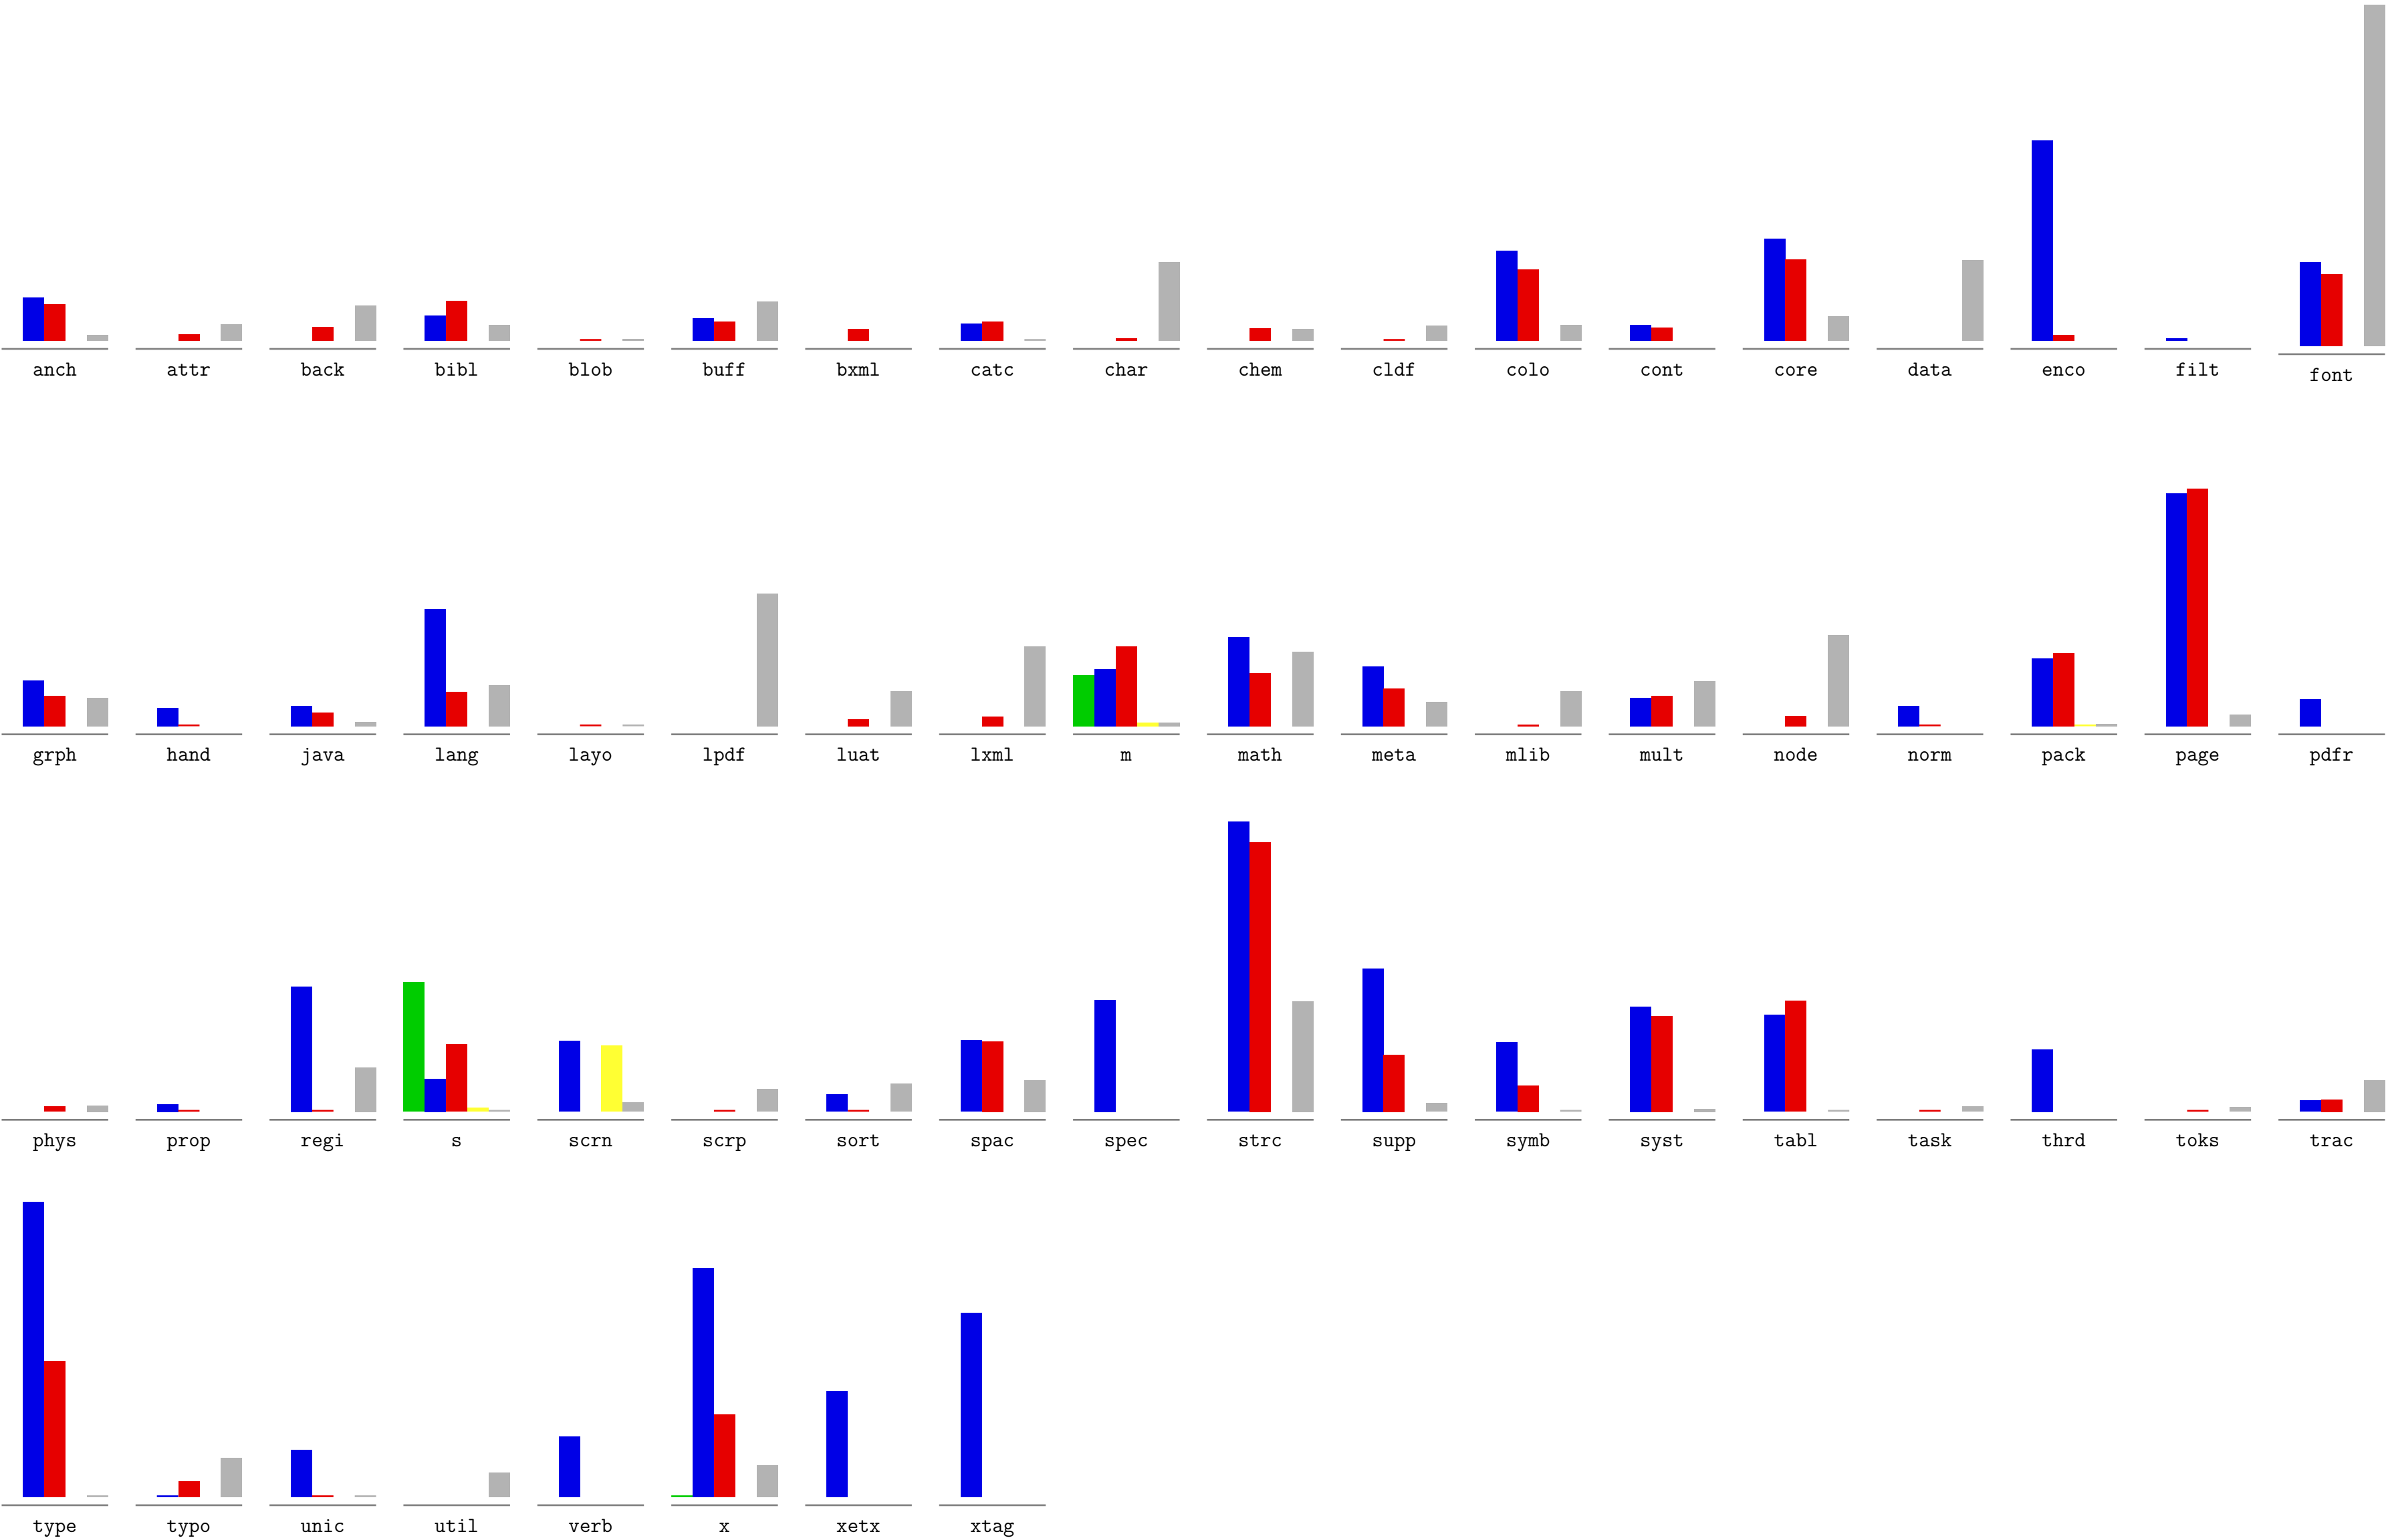 anch attr back bibl blob buff bxml catc char chem cldf colo cont core data enco filt font
grph hand java lang layo lpdf luat lxml m math meta mlib mult node norm pack page pdfr
phys prop regi s scrn scrp sort spac spec strc supp symb syst tabl task thrd toks trac
type typo unic util verb x xetx xtag